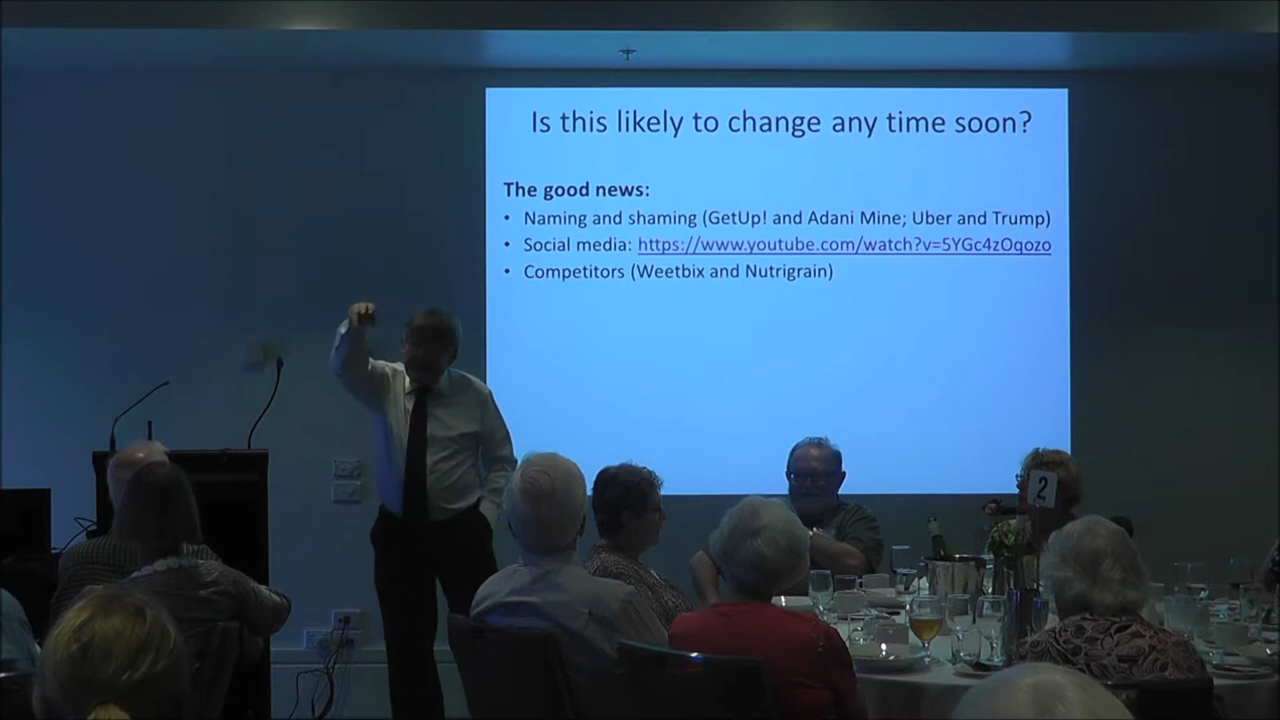 Is this likely to change any time soon?
The good news:
• Naming and shaming (GetUp! and Adani Mine; Uber and Trump)
• Social media: https://www.youtube.com/watch?v=5YGc4zOqozo
• Competitors (Weetbix and Nutrigrain)
2